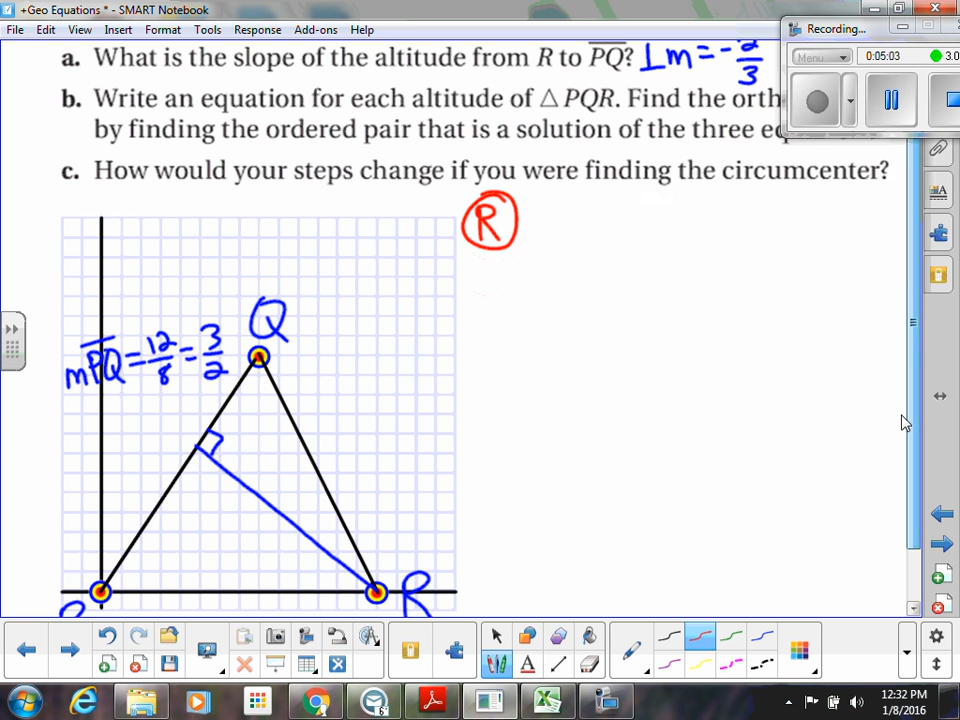 +Geo Equations * - SMART Notebook
File Edit View Insert Format Tools Response Add-ons Help
Recording...
Menu
0:05:03
3.0
a. What is the slope of the altitude from R to PQ? ⊥m = -2/3
b. Write an equation for each altitude of △PQR. Find the orth
by finding the ordered pair that is a solution of the three eq
c. How would your steps change if you were finding the circumcenter?
R
Q
mPQ = 12/8 = 3/2
R
12:32 PM
1/8/2016